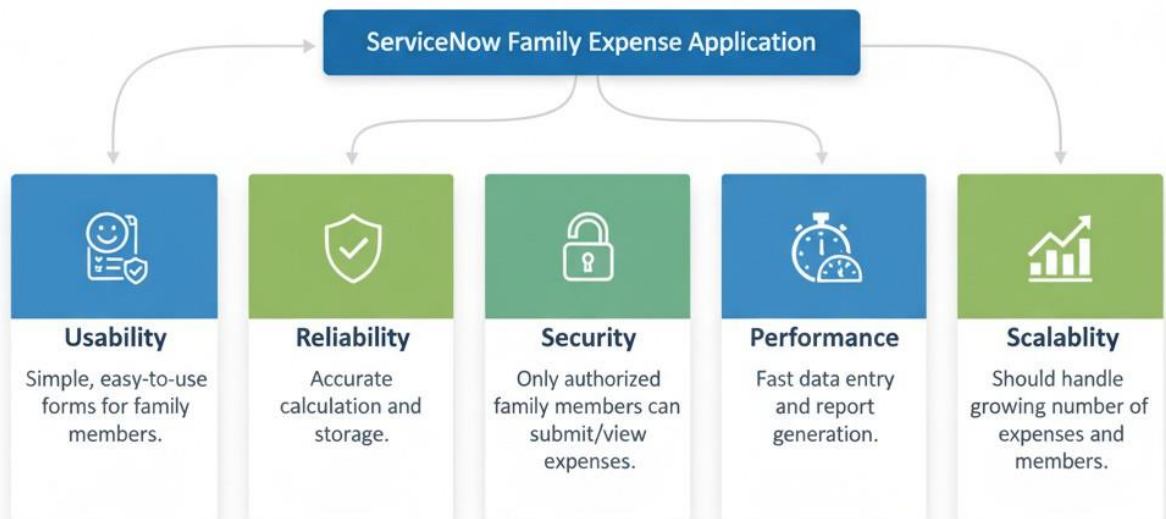 ServiceNow Family Expense Application
Usability
Simple, easy-to-use
forms for family
members.
Reliability
Accurate
calculation and
storage.
Security
Only authorized
family members can
submit/view
expenses.
Performance
Fast data entry
and report
generation.
Scalablity
Should handle
growing number of
expenses and
members.